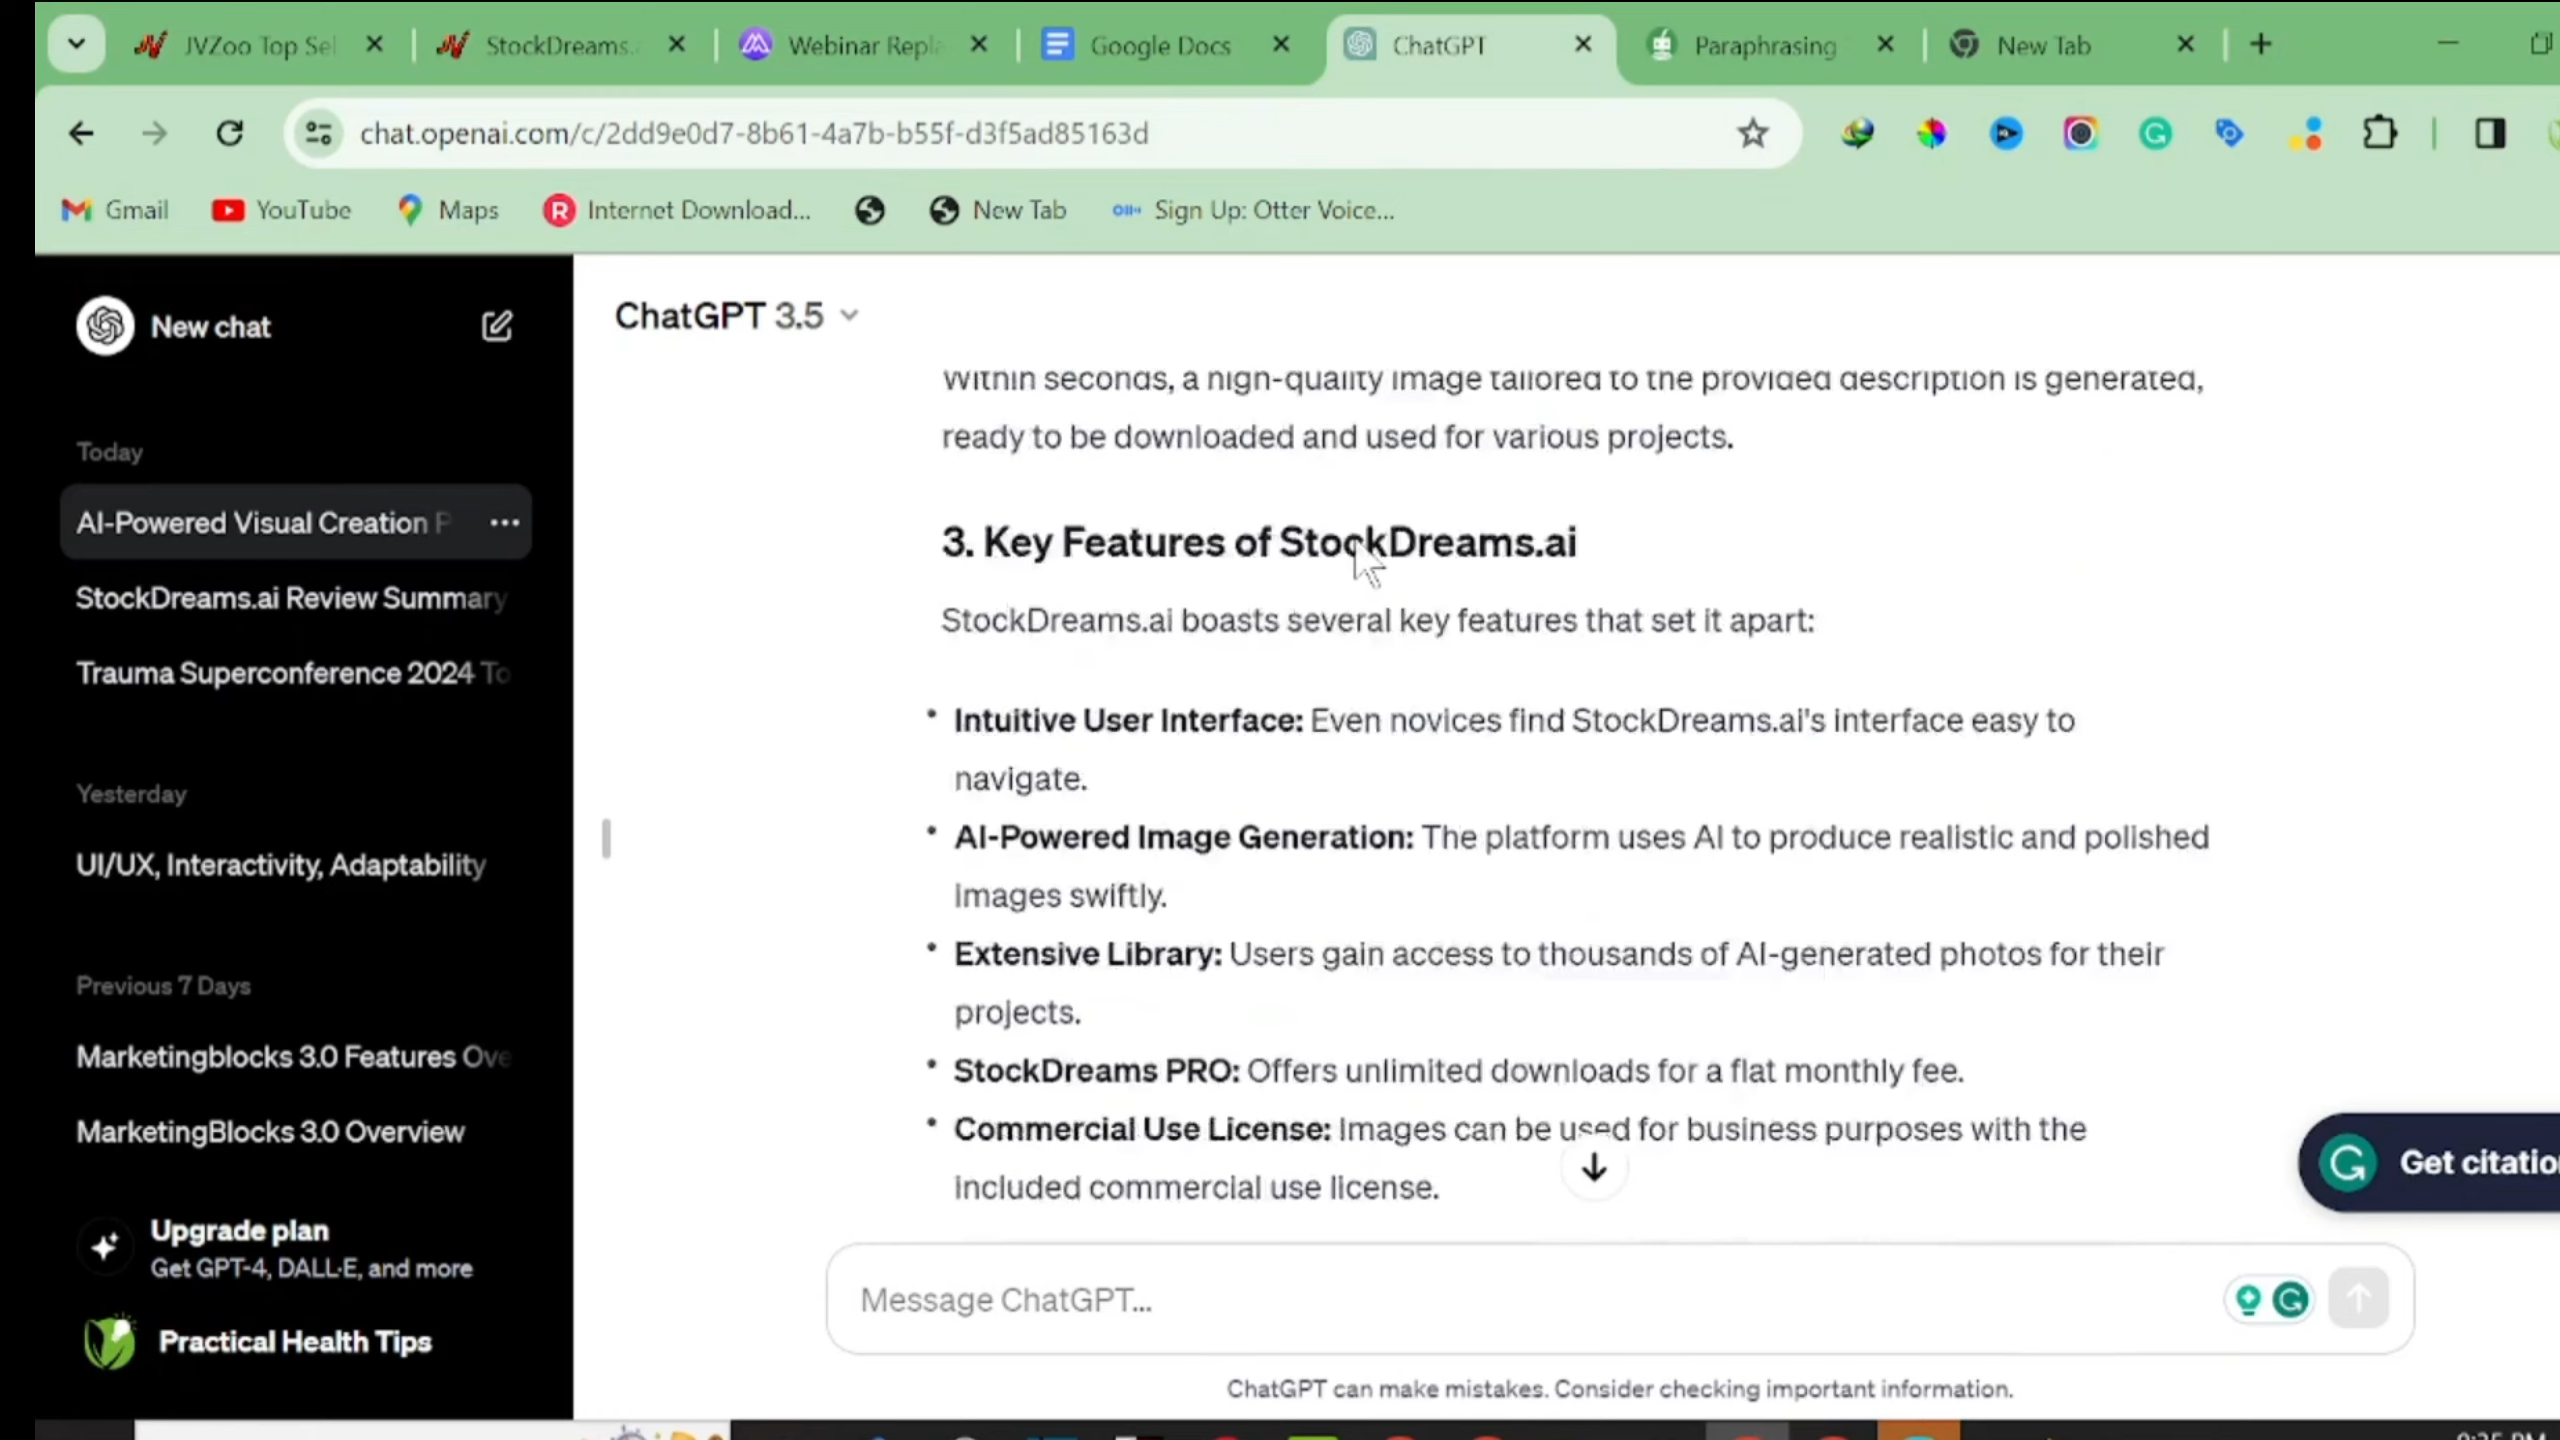 JVZoo Top Sel
StockDreams.
Webinar Repla
Google Docs
ChatGPT
Paraphrasing
New Tab
chat.openai.com/c/2dd9e0d7-8b61-4a7b-b55f-d3f5ad85163d
Gmail
YouTube
Maps
Internet Download...
New Tab
Sign Up: Otter Voice...
New chat
Today
AI-Powered Visual Creation P
StockDreams.ai Review Summary
Trauma Superconference 2024 To
Yesterday
UI/UX, Interactivity, Adaptability
Previous 7 Days
Marketingblocks 3.0 Features Ove
MarketingBlocks 3.0 Overview
Upgrade plan
Get GPT-4, DALL·E, and more
Practical Health Tips
ChatGPT 3.5
Within seconds, a high-quality image tailored to the provided description is generated,
ready to be downloaded and used for various projects.
3. Key Features of StockDreams.ai
StockDreams.ai boasts several key features that set it apart:
• Intuitive User Interface: Even novices find StockDreams.ai's interface easy to
navigate.
• AI-Powered Image Generation: The platform uses AI to produce realistic and polished
images swiftly.
• Extensive Library: Users gain access to thousands of AI-generated photos for their
projects.
• StockDreams PRO: Offers unlimited downloads for a flat monthly fee.
• Commercial Use License: Images can be used for business purposes with the
included commercial use license.
Get citatio
Message ChatGPT...
ChatGPT can make mistakes. Consider checking important information.